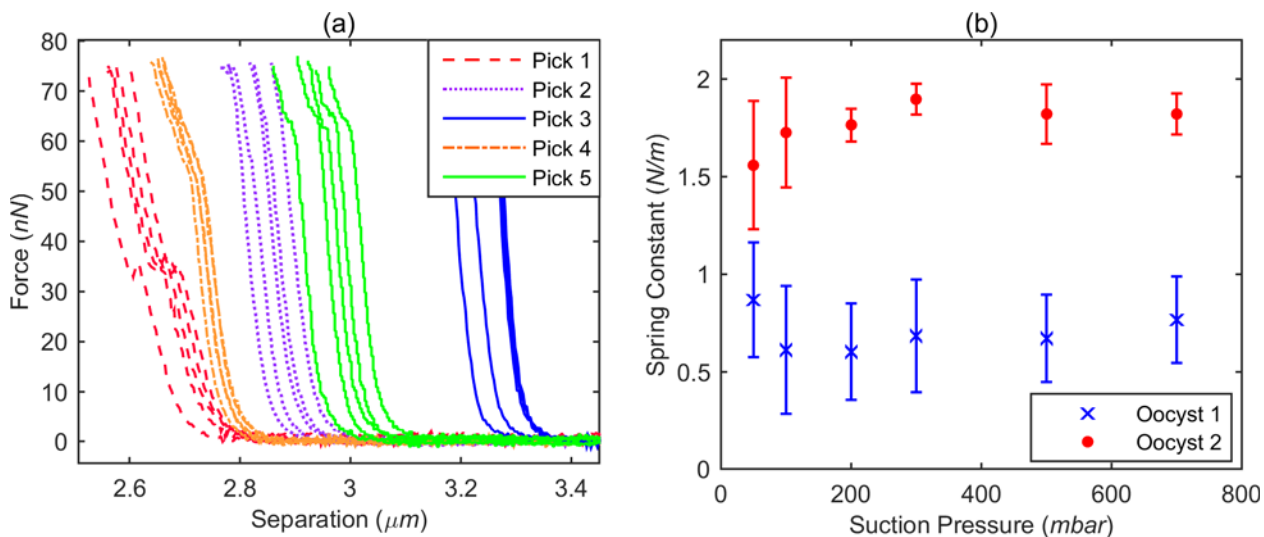 (a)
80
70
60
50
40
30
20
10
0
Force (nN)
2.6 2.8 3 3.2 3.4
Separation (μm)
Pick 1
Pick 2
Pick 3
Pick 4
Pick 5
(b)
2
1.5
1
0.5
0
Spring Constant (N/m)
0 200 400 600 800
Suction Pressure (mbar)
Oocyst 1
Oocyst 2